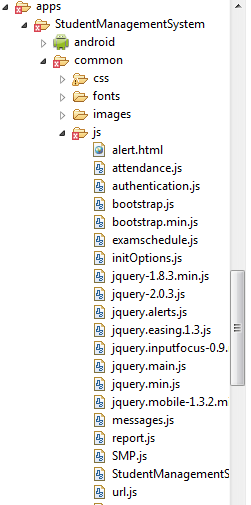 apps
StudentManagementSystem
android
common
css
fonts
images
js
alert.html
attendance.js
authentication.js
bootstrap.js
bootstrap.min.js
examschedule.js
initOptions.js
jquery-1.8.3.min.js
jquery-2.0.3.js
jquery.alerts.js
jquery.easing.1.3.js
jquery.inputfocus-0.9.
jquery.main.js
jquery.min.js
jquery.mobile-1.3.2.m
messages.js
report.js
SMP.js
StudentManagementS
url.js